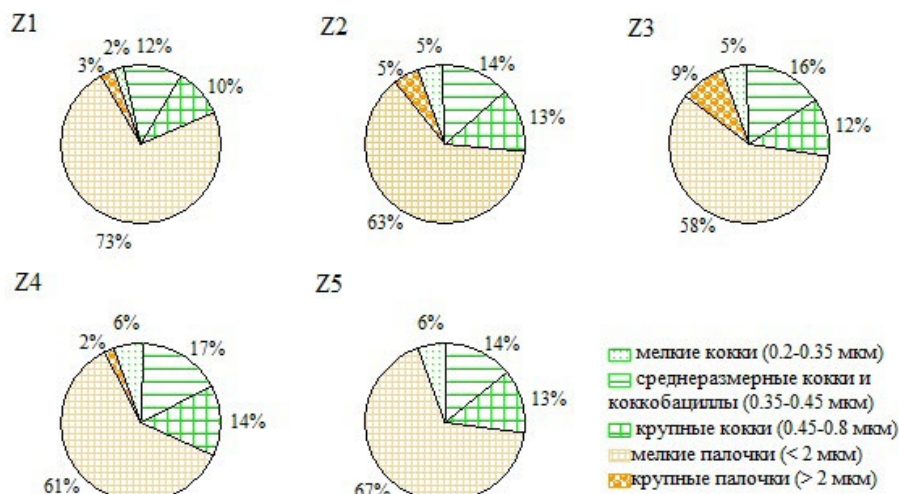 Z1
2%
12%
3%
10%
73%
Z2
5%
14%
5%
13%
63%
Z3
5%
16%
9%
12%
58%
Z4
6%
17%
2%
14%
61%
Z5
6%
14%
13%
67%
мелкие кокки (0.2-0.35 мкм)
среднеразмерные кокки и
коккобациллы (0.35-0.45 мкм)
крупные кокки (0.45-0.8 мкм)
мелкие палочки (< 2 мкм)
крупные палочки (> 2 мкм)